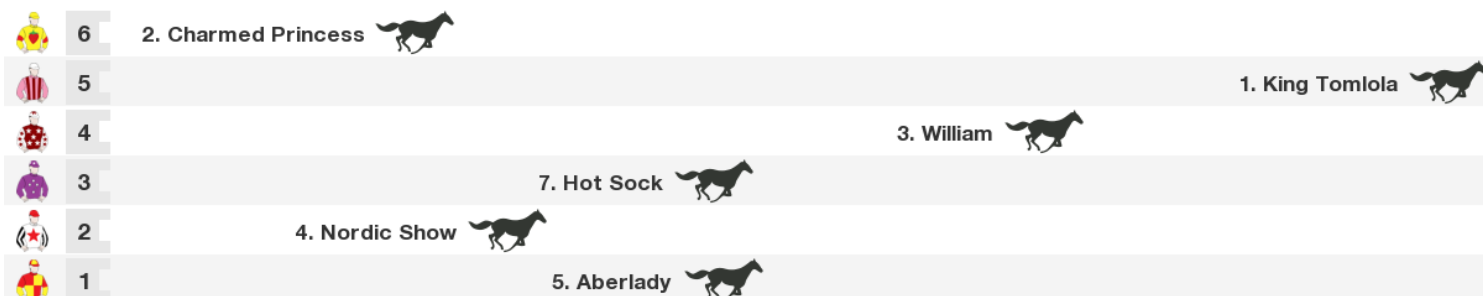 6 2. Charmed Princess
5 1. King Tomlola
4 3. William
3 7. Hot Sock
2 4. Nordic Show
1 5. Aberlady